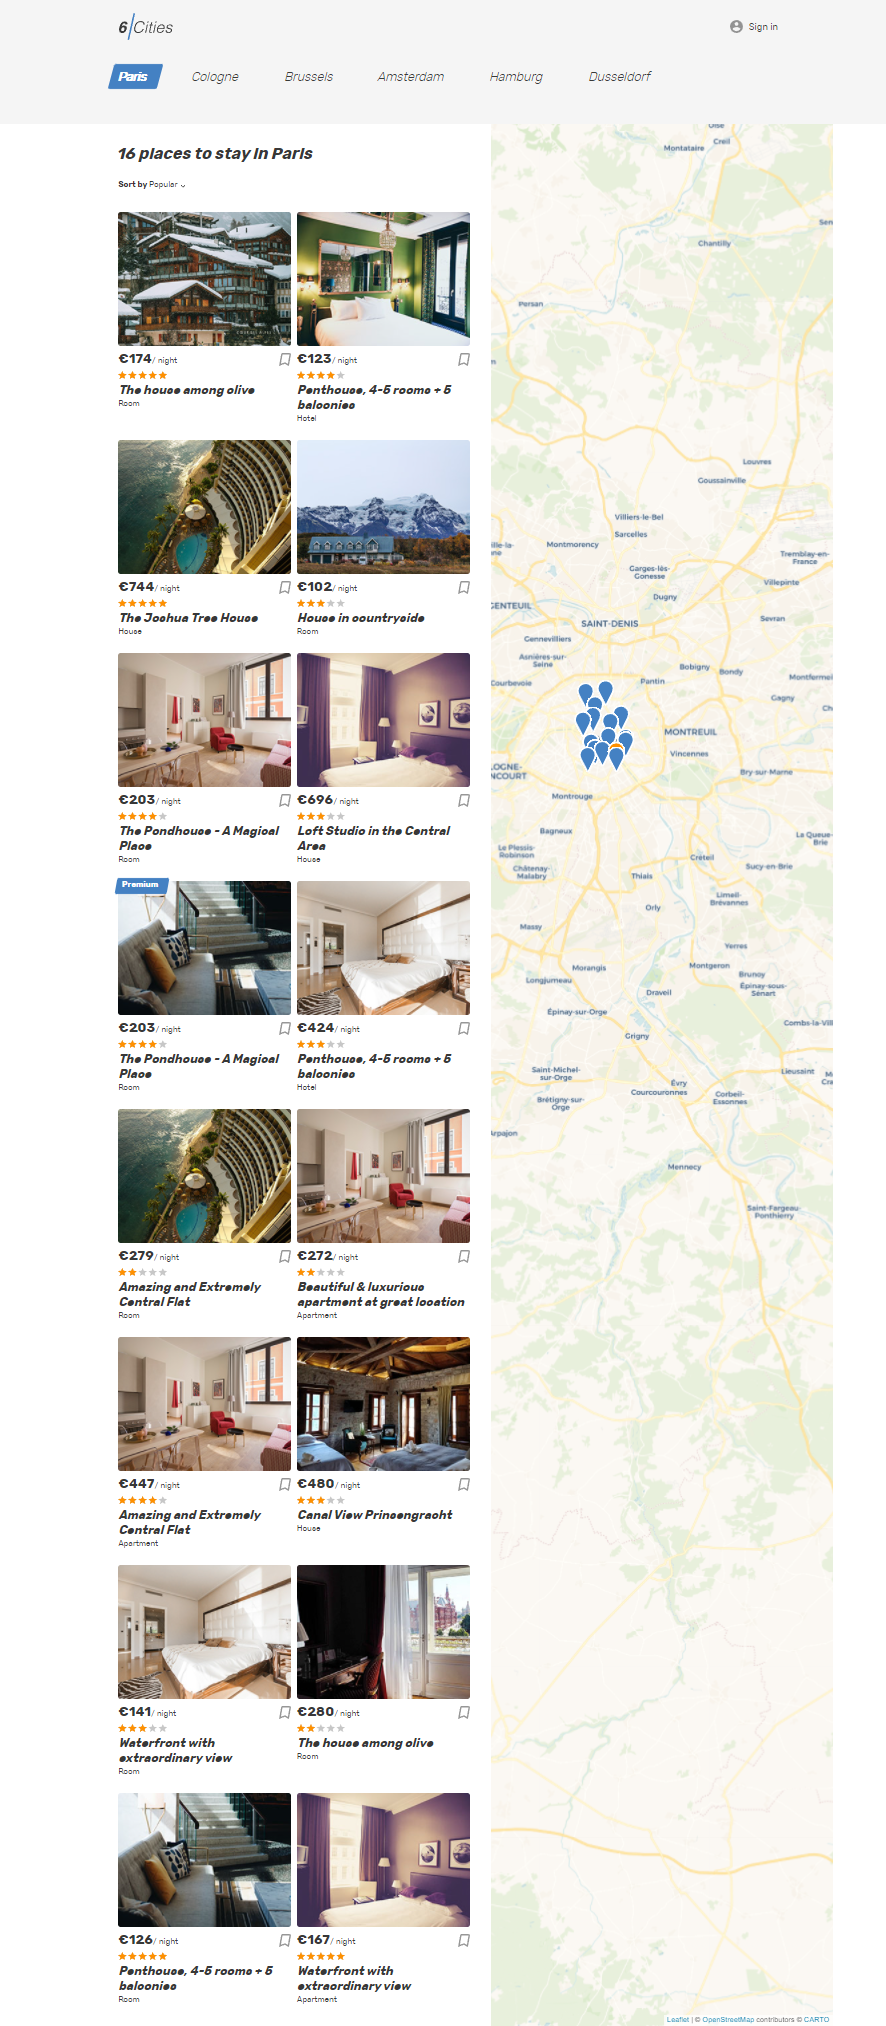 6 Cities
Sign in
Paris
Cologne
Brussels
Amsterdam
Hamburg
Dusseldorf
16 places to stay in Paris
Sort by Popular
€174/ night
The house among olive
Room
€123/ night
Penthouse, 4-5 rooms + 5
balconies
Hotel
€744/ night
The Joshua Tree House
House
€102/ night
House in countryside
Room
€203/ night
The Pondhouse - A Magical
Place
Room
€696/ night
Loft Studio in the Central
Area
House
Premium
€203/ night
The Pondhouse - A Magical
Place
Room
€424/ night
Penthouse, 4-5 rooms + 5
balconies
Hotel
€279/ night
Amazing and Extremely
Central Flat
Room
€272/ night
Beautiful & luxurious
apartment at great location
Apartment
€447/ night
Amazing and Extremely
Central Flat
Apartment
€480/ night
Canal View Prinsengracht
House
€141/ night
Waterfront with
extraordinary view
Room
€280/ night
The house among olive
Room
€126/ night
Penthouse, 4-5 rooms + 5
balconies
Room
€167/ night
Waterfront with
extraordinary view
Apartment
Oise
Creil
Montataire
Sen
Chantilly
Persan
Louvres
Goussainville
Villiers-le-Bel
Sarcelles
Montmorency
ille-la-
ne
Tremblay-en-
France
Garges-lès-
Gonesse
Villepinte
Dugny
GENTEUIL
Sevran
SAINT-DENIS
Gennevilliers
Asnières-sur-
Seine
Bobigny
Bondy
Montfermei
Courbevoie
Pantin
Gagny
Ch
MONTREUIL
Vincennes
LOGNE-
NCOURT
Bry-sur-Marne
Montrouge
Bagneux
La Queue-
Brie
Le Plessis-
Robinson
Créteil
Sucy-en-Brie
Châtenay-
Malabry
Thiais
Limeil-
Brévannes
Orly
Massy
Yerres
Morangis
Montgeron
Brunoy
Longjumeau
Épinay-sous-
Sénart
Draveil
Épinay-sur-Orge
Combs-la-Vill
Grigny
Saint-Michel-
sur-Orge
Lieusaint
M
Cra
Évry
Courcouronnes
Corbeil-
Essonnes
Brétigny-sur-
Orge
Arpajon
Mennecy
Saint-Fargeau-
Ponthierry
Leaflet | © OpenStreetMap contributors © CARTO